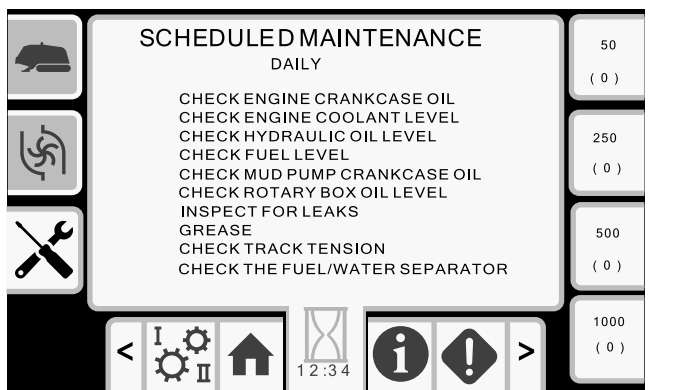 SCHEDULED MAINTENANCE
DAILY
CHECK ENGINE CRANKCASE OIL
CHECK ENGINE COOLANT LEVEL
CHECK HYDRAULIC OIL LEVEL
CHECK FUEL LEVEL
CHECK MUD PUMP CRANKCASE OIL
CHECK ROTARY BOX OIL LEVEL
INSPECT FOR LEAKS
GREASE
CHECK TRACK TENSION
CHECK THE FUEL/WATER SEPARATOR
50
(0)
250
(0)
500
(0)
1000
(0)
<
I
II
12:34
i
!
>